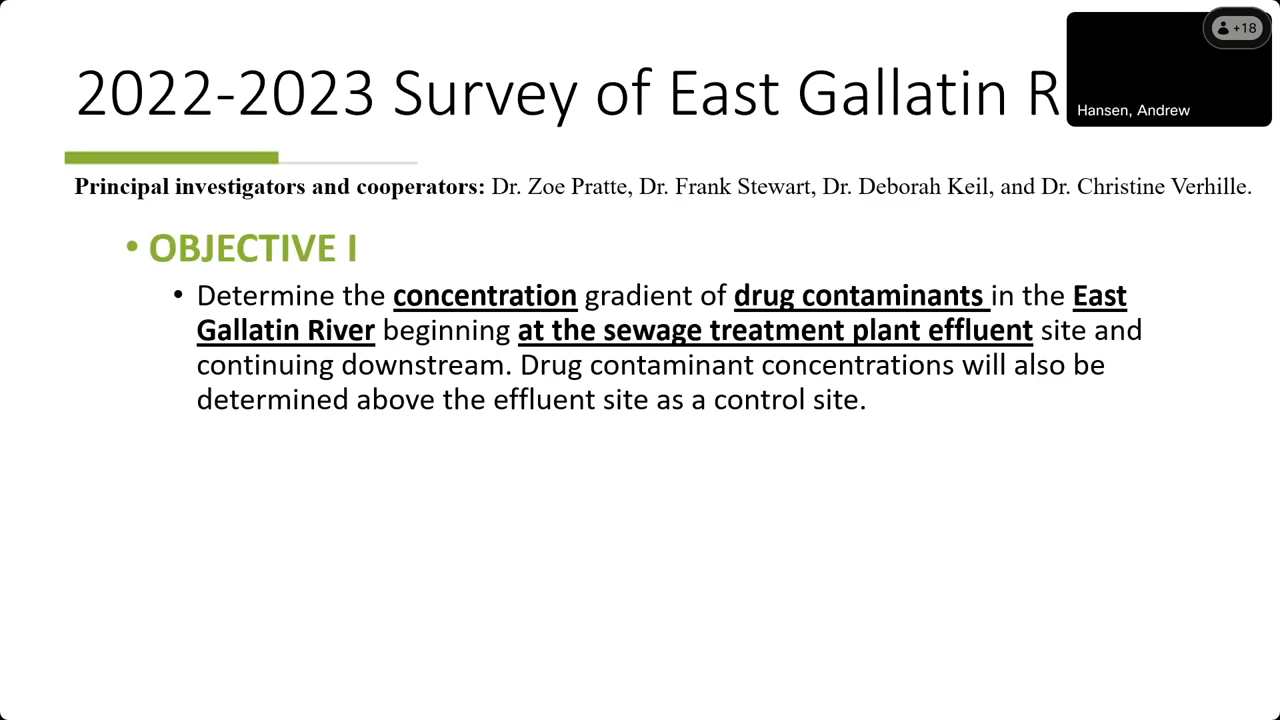 2022-2023 Survey of East Gallatin R
+18
Hansen, Andrew
Principal investigators and cooperators: Dr. Zoe Pratte, Dr. Frank Stewart, Dr. Deborah Keil, and Dr. Christine Verhille.
• OBJECTIVE I
• Determine the concentration gradient of drug contaminants in the East
Gallatin River beginning at the sewage treatment plant effluent site and
continuing downstream. Drug contaminant concentrations will also be
determined above the effluent site as a control site.